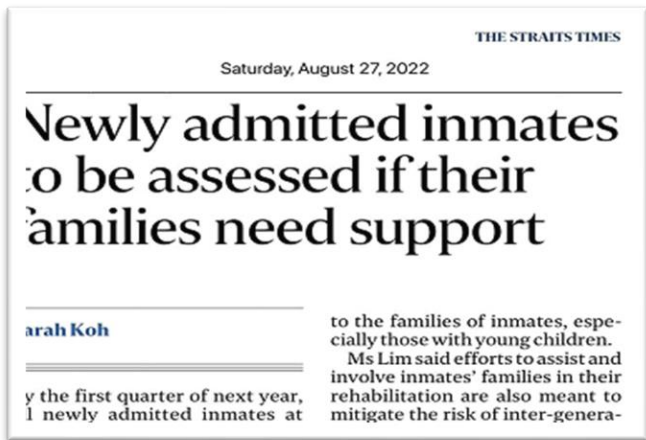 THE STRAITS TIMES
Saturday, August 27, 2022
Newly admitted inmates
to be assessed if their
families need support
arah Koh
y the first quarter of next year,
l newly admitted inmates at
to the families of inmates, espe-
cially those with young children.
Ms Lim said efforts to assist and
involve inmates' families in their
rehabilitation are also meant to
mitigate the risk of inter-genera-